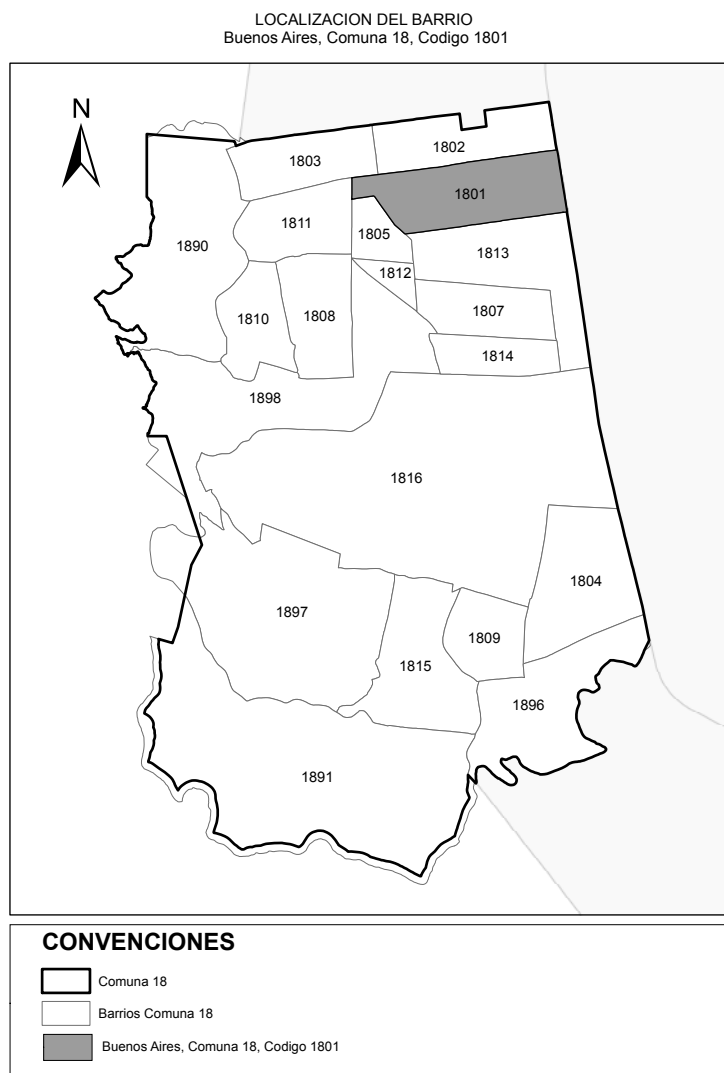 LOCALIZACION DEL BARRIO
Buenos Aires, Comuna 18, Codigo 1801
N
1802
1803
1801
1811
1805
1890
1813
1812
1807
1810
1808
1814
1898
1816
1804
1897
1809
1815
1896
1891
CONVENCIONES
Comuna 18
Barrios Comuna 18
Buenos Aires, Comuna 18, Codigo 1801